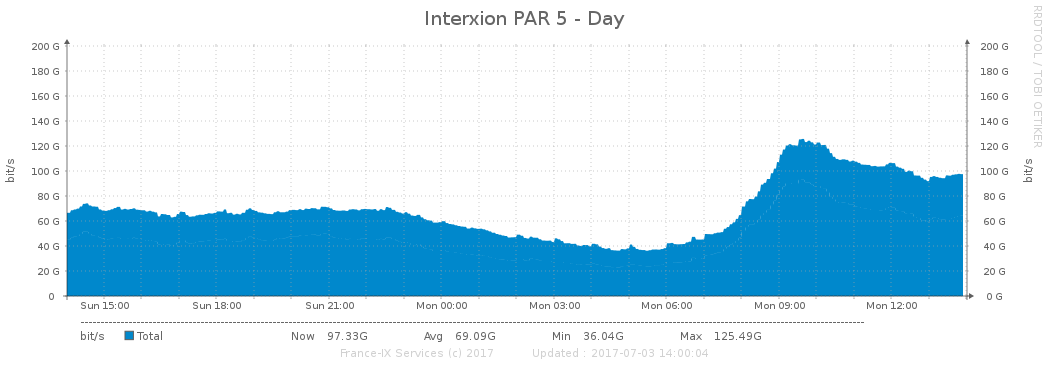 Interxion PAR 5 - Day
RRDTOOL / TOBI OETIKER
200 G 200 G
180 G 180 G
160 G 160 G
140 G 140 G
120 G 120 G
100 G 100 G
80 G 80 G
60 G 60 G
40 G 40 G
20 G 20 G
0 0 G
bit/s bit/s
Sun 15:00 Sun 18:00 Sun 21:00 Mon 00:00 Mon 03:00 Mon 06:00 Mon 09:00 Mon 12:00
bit/s Total Now 97.33G Avg 69.09G Min 36.04G Max 125.49G
France-IX Services (c) 2017 Updated : 2017-07-03 14:00:04